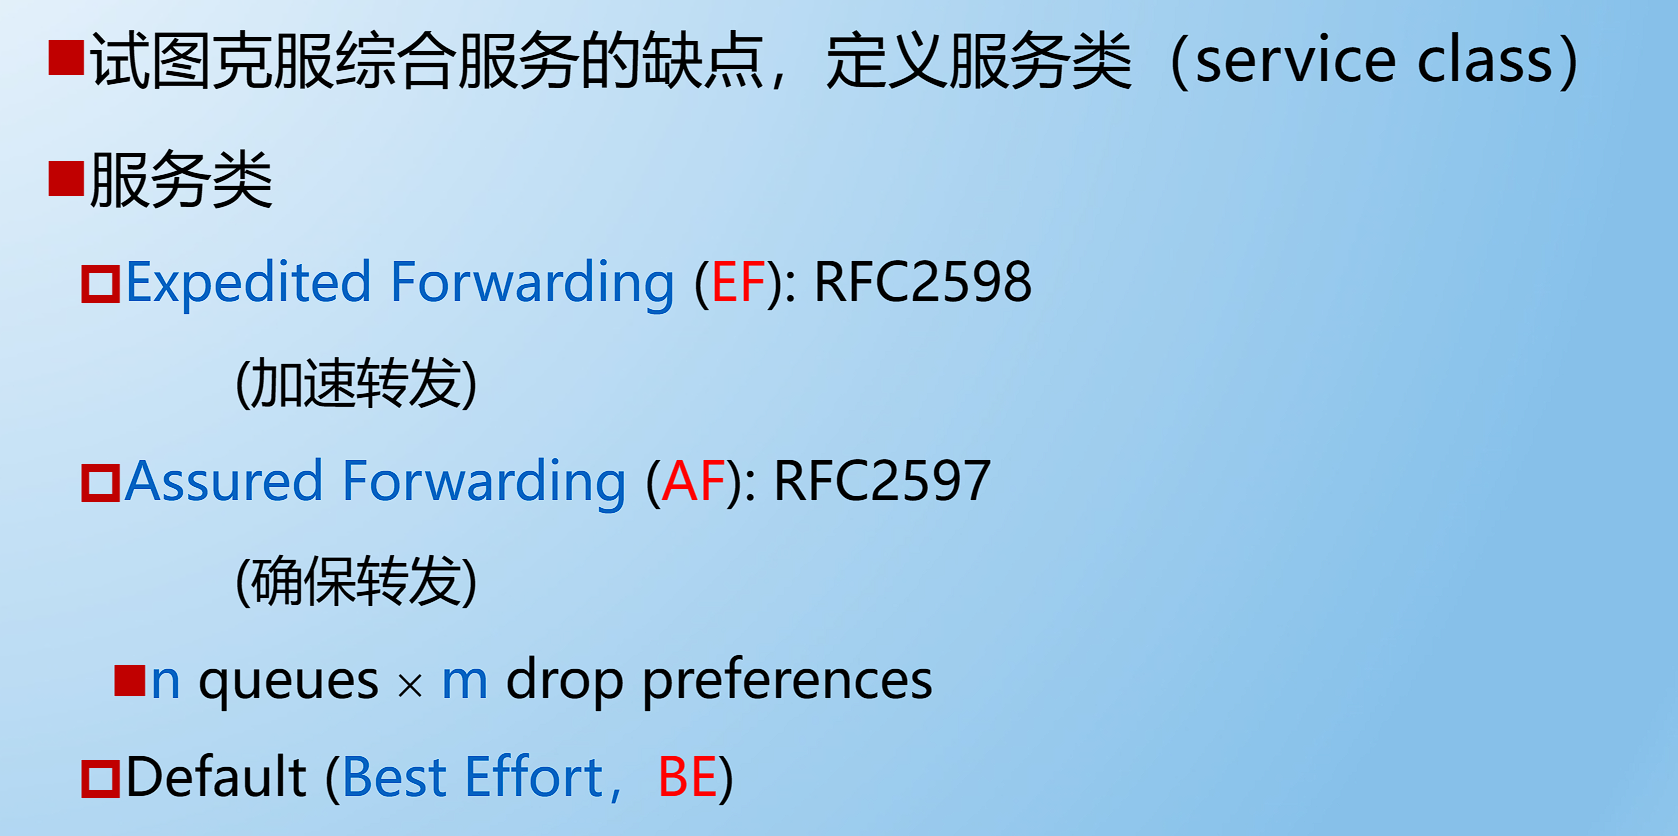 试图克服综合服务的缺点，定义服务类（service class）
服务类
Expedited Forwarding (EF): RFC2598
(加速转发)
Assured Forwarding (AF): RFC2597
(确保转发)
n queues × m drop preferences
Default (Best Effort，BE)